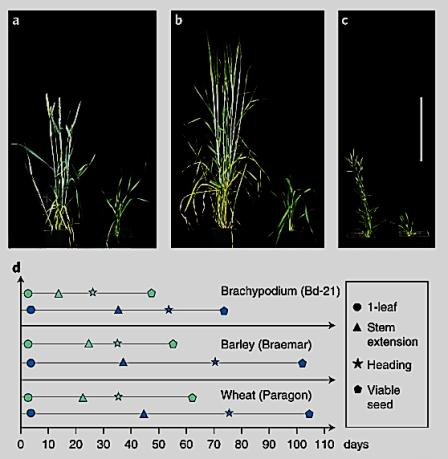 a
b
c
d
Brachypodium (Bd-21)
Barley (Braemar)
Wheat (Paragon)
1-leaf
Stem
extension
Heading
Viable
seed
0 10 20 30 40 50 60 70 80 90 100 110 days